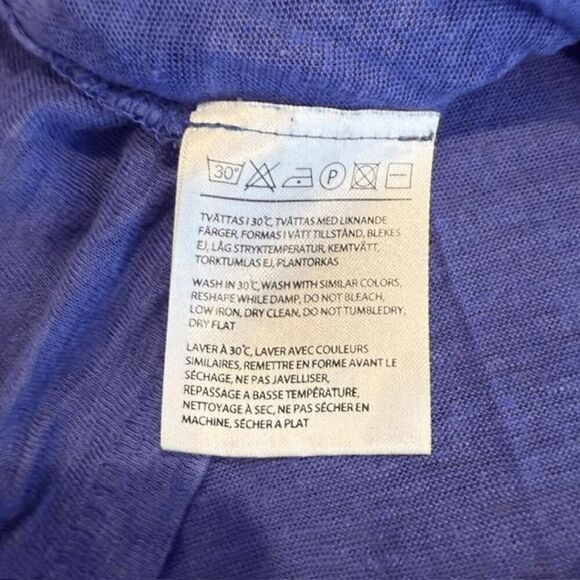 30°
P
TVÄTTAS I 30°C, TVÄTTAS MED LIKNANDE
FÄRGER, FORMAS I VÅTT TILLSTÅND, BLEKES
EJ, LÅG STRYKTEMPERATUR, KEMTVÄTT,
TORKTUMLAS EJ, PLANTORKAS
WASH IN 30°C, WASH WITH SIMILAR COLORS,
RESHAPE WHILE DAMP, DO NOT BLEACH,
LOW IRON, DRY CLEAN, DO NOT TUMBLEDRY,
DRY FLAT
LAVER À 30°C, LAVER AVEC COULEURS
SIMILAIRES, REMETTRE EN FORME AVANT LE
SÉCHAGE, NE PAS JAVELLISER,
REPASSAGE A BASSE TEMPÉRATURE,
NETTOYAGE À SEC, NE PAS SÉCHER EN
MACHINE, SÉCHER A PLAT